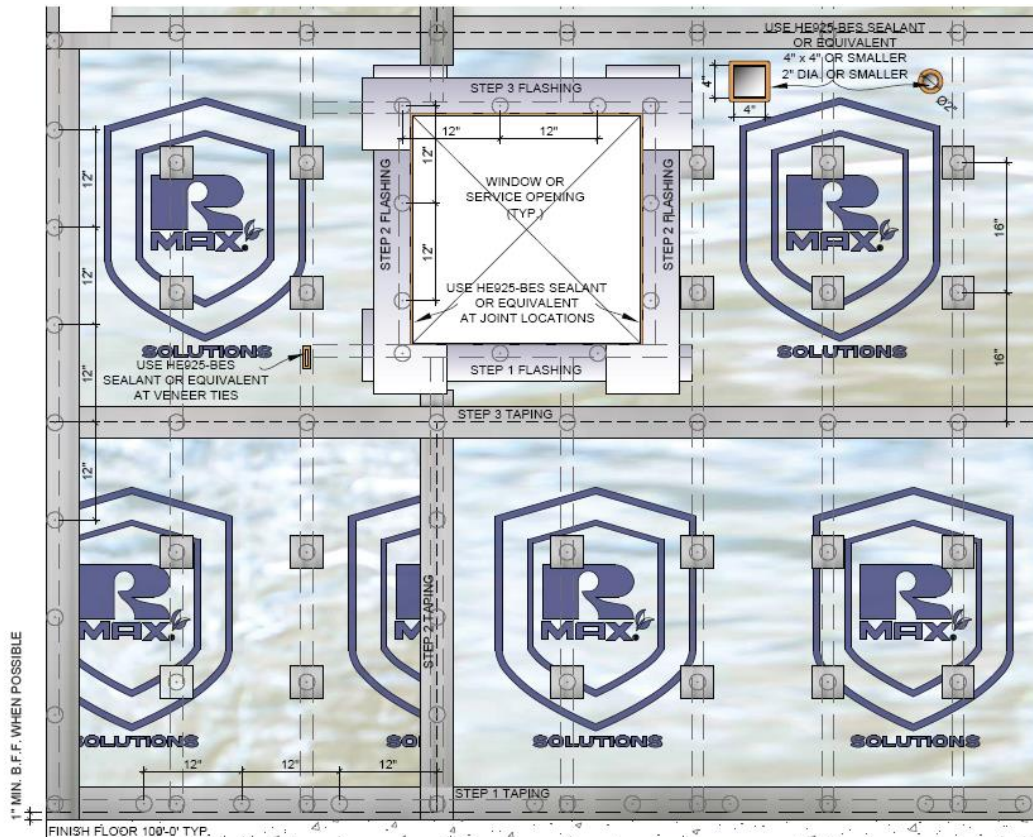 USE HE925-BES SEALANT
OR EQUIVALENT
4" x 4" OR SMALLER
2" DIA. OR SMALLER
4"
4"
Ø2"
STEP 3 FLASHING
12"
12"
12"
12"
STEP 2 FLASHING
STEP 2 FLASHING
WINDOW OR
SERVICE OPENING
(TYP.)
USE HE925-BES SEALANT
OR EQUIVALENT
AT JOINT LOCATIONS
STEP 1 FLASHING
12"
12"
12"
12"
R
MAX.
SOLUTIONS
R
MAX.
SOLUTIONS
16"
16"
USE HE925-BES
SEALANT OR EQUIVALENT
AT VENEER TIES
STEP 3 TAPING
STEP 2 TAPING
R
MAX.
SOLUTIONS
M
SOLU
R
MAX.
SOLUTIONS
R
MAX.
SOLUTIONS
12"
12"
12"
STEP 1 TAPING
1" MIN. B.F.F. WHEN POSSIBLE
FINISH FLOOR 100'-0' TYP.